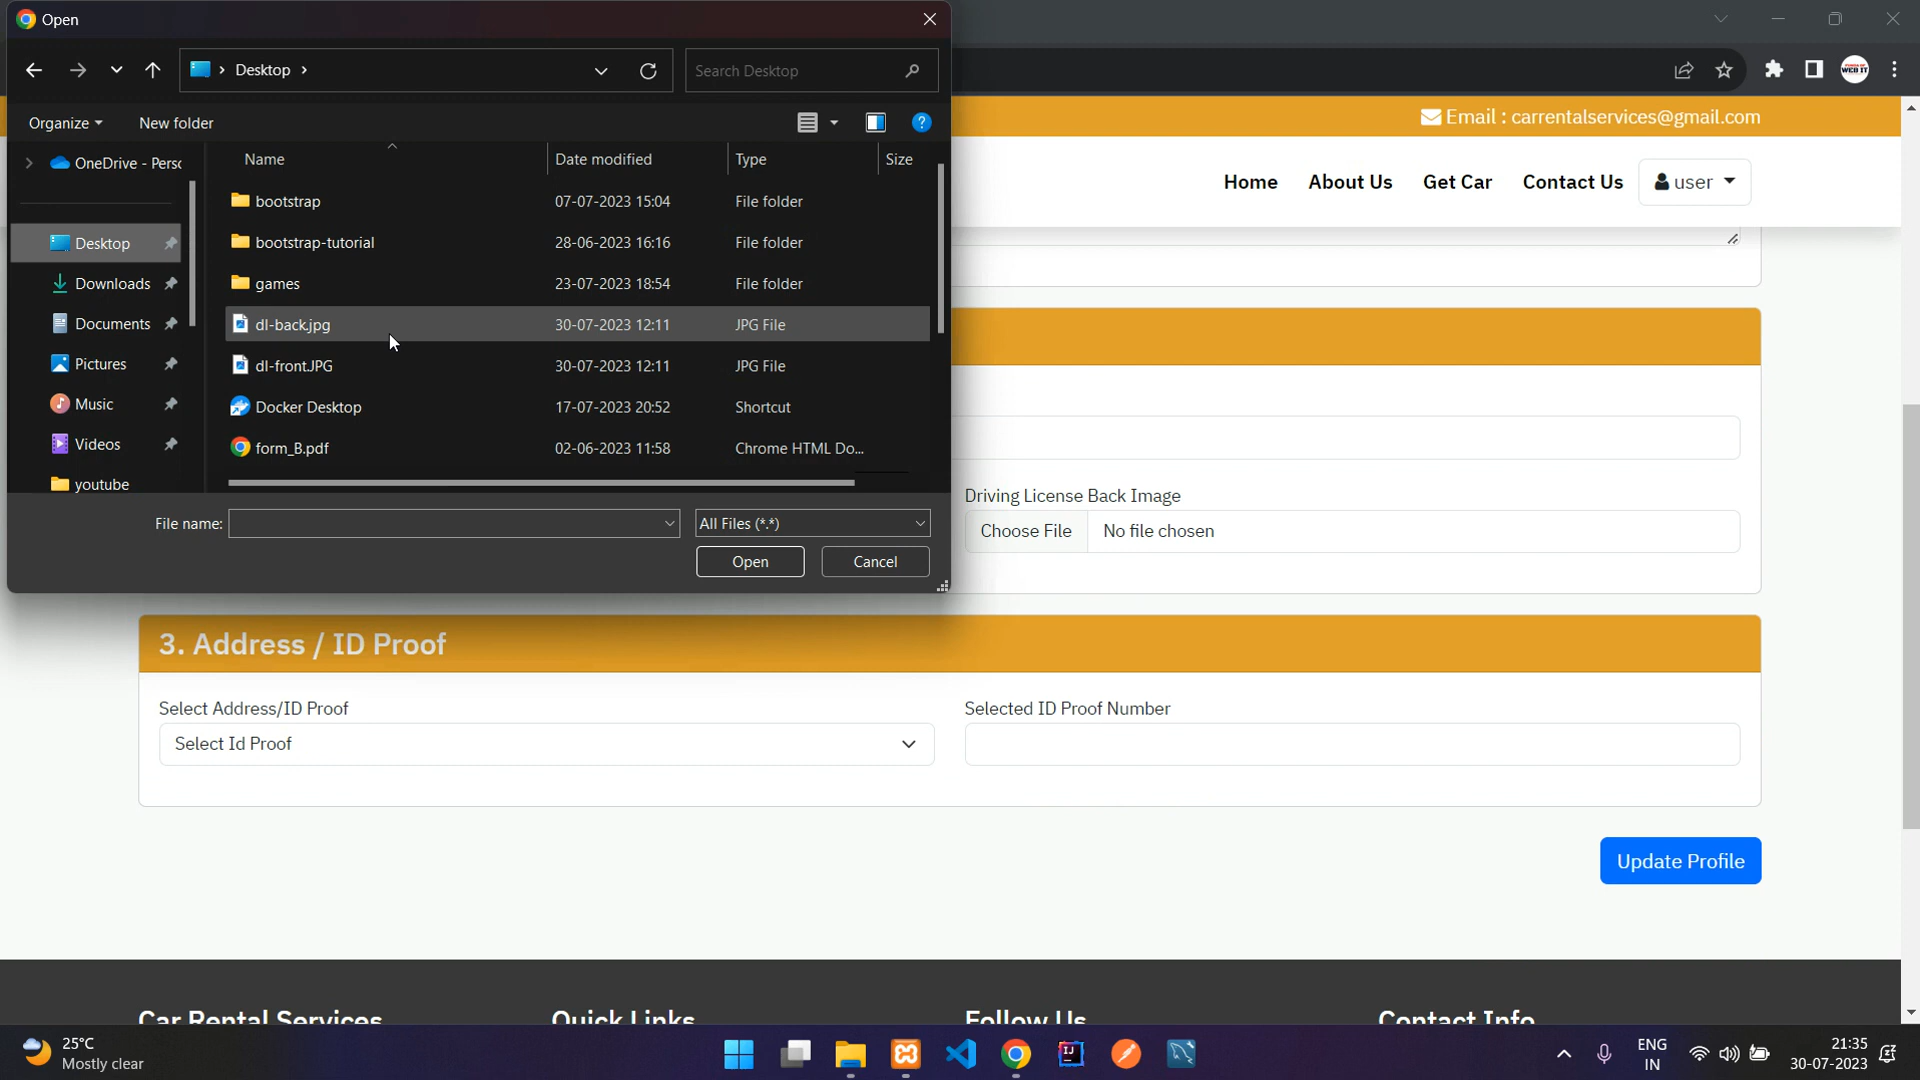 Open
Desktop
Search Desktop
Organize
New folder
Email : carrentalservices@gmail.com
Home
About Us
Get Car
Contact Us
user
OneDrive - Persc
Desktop
Downloads
Documents
Pictures
Music
Videos
youtube
Name
Date modified
Type
Size
bootstrap
07-07-2023 15:04
File folder
bootstrap-tutorial
28-06-2023 16:16
File folder
games
23-07-2023 18:54
File folder
dl-back.jpg
30-07-2023 12:11
JPG File
dl-front.JPG
30-07-2023 12:11
JPG File
Docker Desktop
17-07-2023 20:52
Shortcut
form_B.pdf
02-06-2023 11:58
Chrome HTML Do...
File name:
All Files (*.*)
Open
Cancel
Driving License Back Image
Choose File
No file chosen
3. Address / ID Proof
Select Address/ID Proof
Select Id Proof
Selected ID Proof Number
Update Profile
Car Rental Services
Quick Links
Follow Us
Contact Info
25°C
Mostly clear
ENG
IN
21:35
30-07-2023